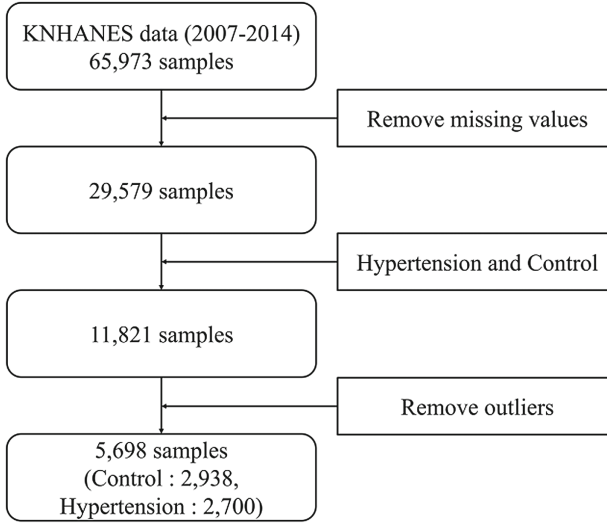 KNHANES data (2007-2014)
65,973 samples
Remove missing values
29,579 samples
Hypertension and Control
11,821 samples
Remove outliers
5,698 samples
(Control : 2,938,
Hypertension : 2,700)